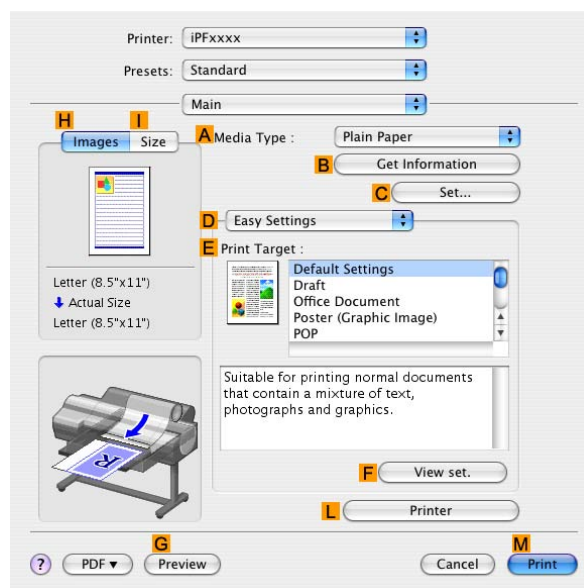 Printer: iPFxxxx
Presets: Standard
Main
H I
Images Size
A Media Type : Plain Paper
B Get Information
C Set...
D Easy Settings
E Print Target :
Default Settings
Draft
Office Document
Poster (Graphic Image)
POP
Letter (8.5"x11")
Actual Size
Letter (8.5"x11")
Suitable for printing normal documents
that contain a mixture of text,
photographs and graphics.
R
F View set.
L Printer
G M
? PDF Preview Cancel Print